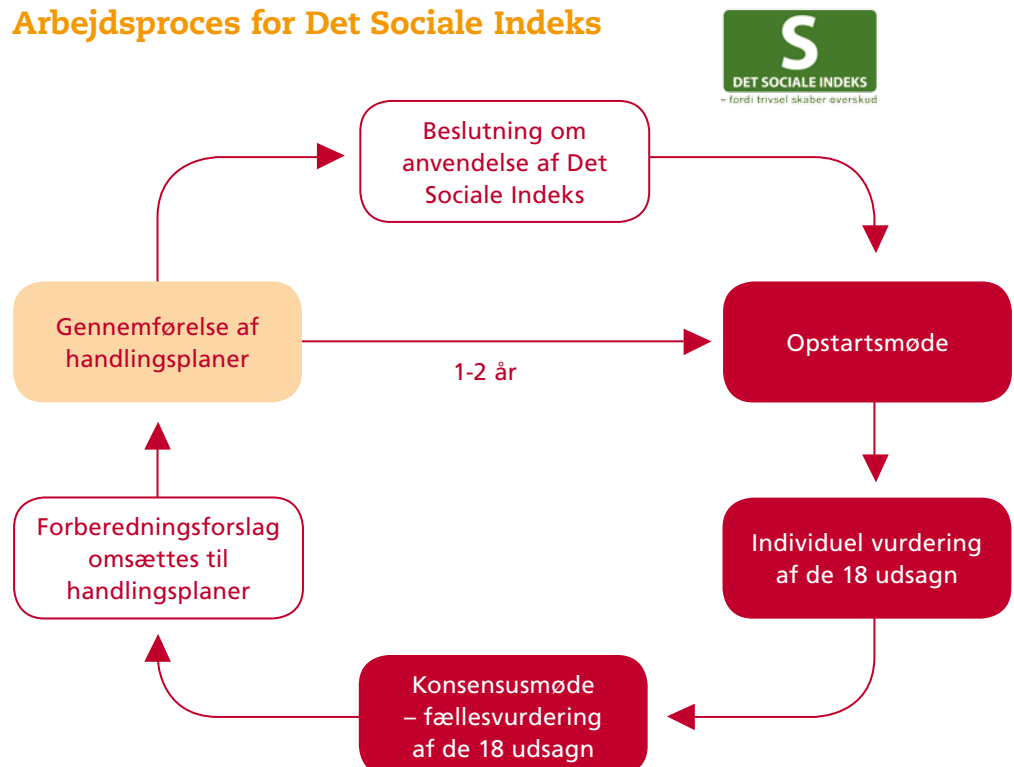 Arbejdsproces for Det Sociale Indeks
S
DET SOCIALE INDEKS
– fordi trivsel skaber overskud
Beslutning om
anvendelse af Det
Sociale Indeks
Gennemførelse af
handlingsplaner
1-2 år
Opstartsmøde
Forberedningsforslag
omsættes til
handlingsplaner
Individuel vurdering
af de 18 udsagn
Konsensusmøde
– fællesvurdering
af de 18 udsagn